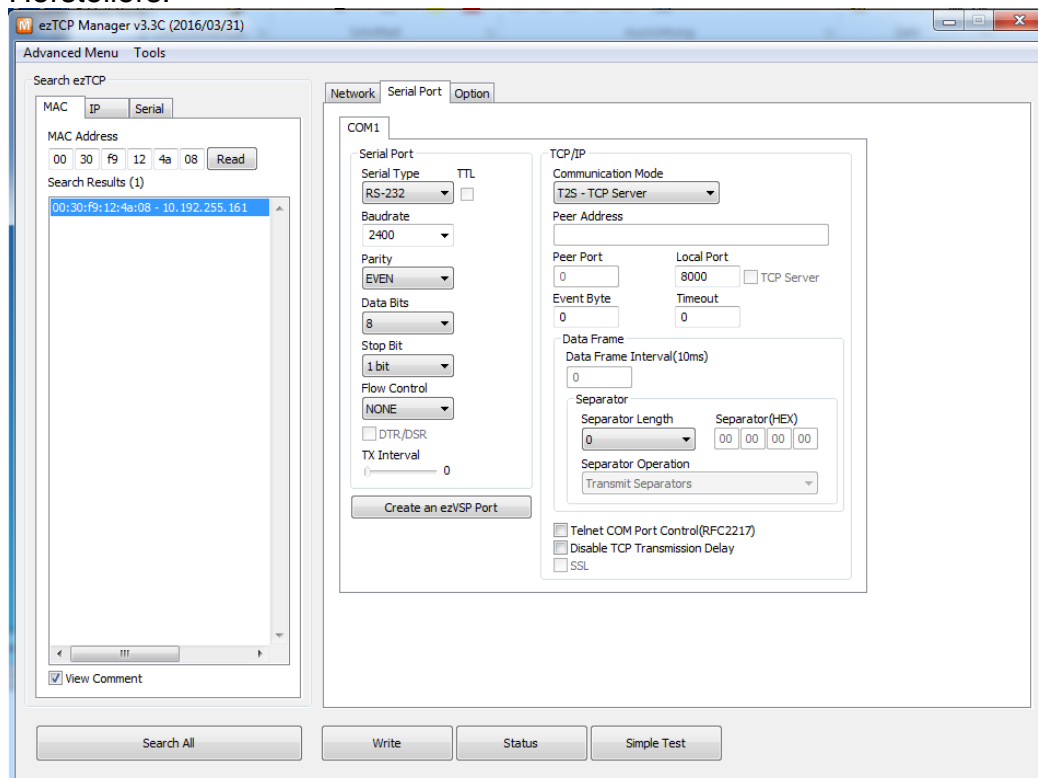 ezTCP Manager v3.3C (2016/03/31)
Advanced Menu Tools
Search ezTCP
MAC IP Serial
MAC Address
00 30 f9 12 4a 08 Read
Search Results (1)
00:30:f9:12:4a:08 - 10.192.255.161
View Comment
Search All
Network Serial Port Option
COM1
Serial Port
Serial Type TTL
RS-232
Baudrate
2400
Parity
EVEN
Data Bits
8
Stop Bit
1 bit
Flow Control
NONE
DTR/DSR
TX Interval
0
Create an ezVSP Port
TCP/IP
Communication Mode
T2S - TCP Server
Peer Address
Peer Port Local Port
0 8000 TCP Server
Event Byte Timeout
0 0
Data Frame
Data Frame Interval(10ms)
0
Separator
Separator Length Separator(HEX)
0 00 00 00 00
Separator Operation
Transmit Separators
Telnet COM Port Control(RFC2217)
Disable TCP Transmission Delay
SSL
Write Status Simple Test